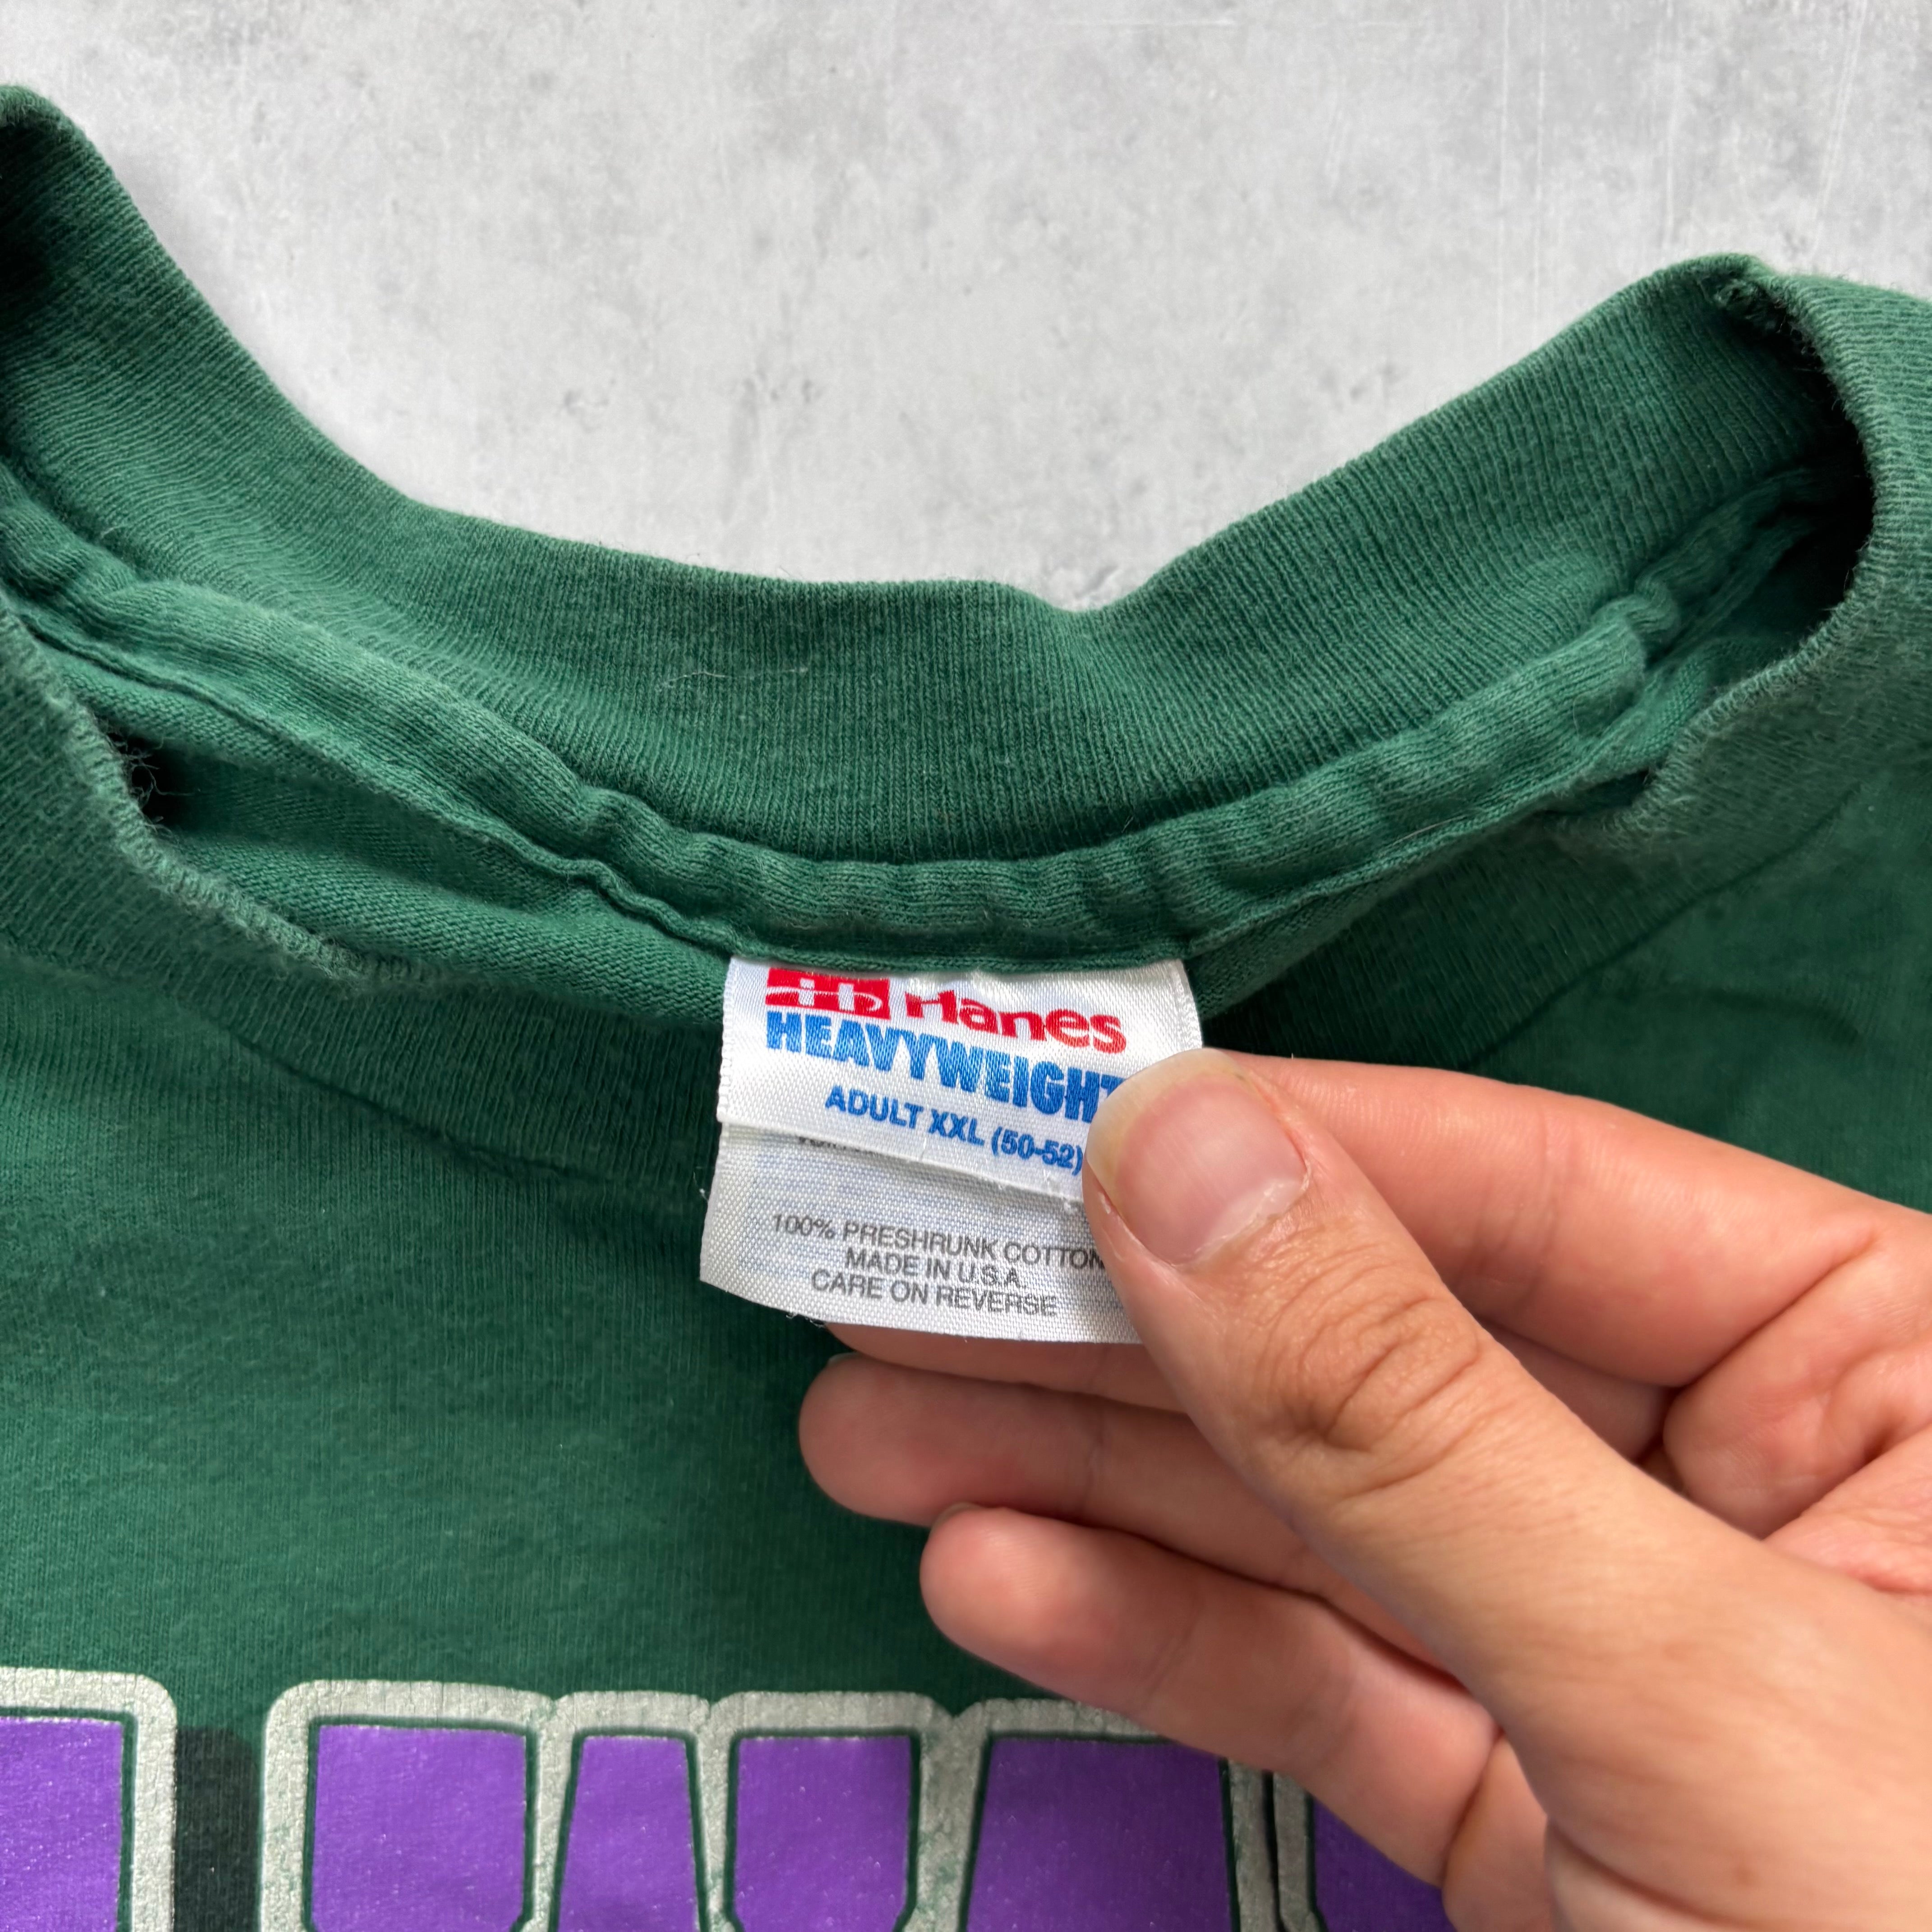 Hanes
HEAVYWEIGHT
ADULT XXL (50-52)
100% PRESHRUNK COTTON
MADE IN U.S.A.
CARE ON REVERSE